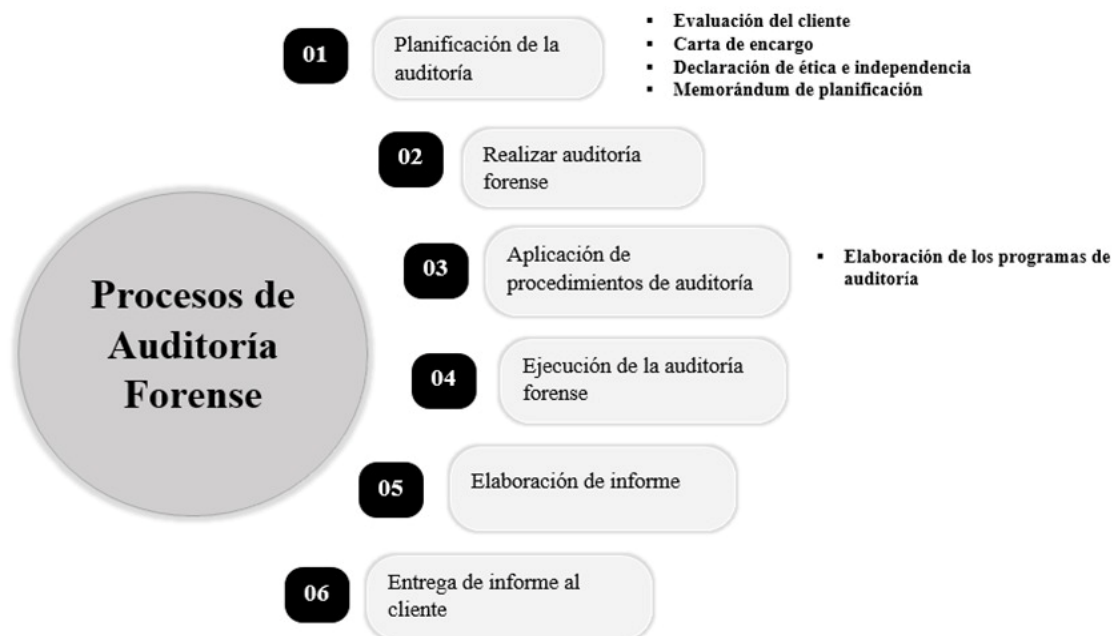 Procesos de
Auditoría
Forense
01
Planificación de la
auditoría
▪ Evaluación del cliente
▪ Carta de encargo
▪ Declaración de ética e independencia
▪ Memorándum de planificación
02
Realizar auditoría
forense
03
Aplicación de
procedimientos de auditoría
▪ Elaboración de los programas de
auditoría
04
Ejecución de la auditoría
forense
05
Elaboración de informe
06
Entrega de informe al
cliente